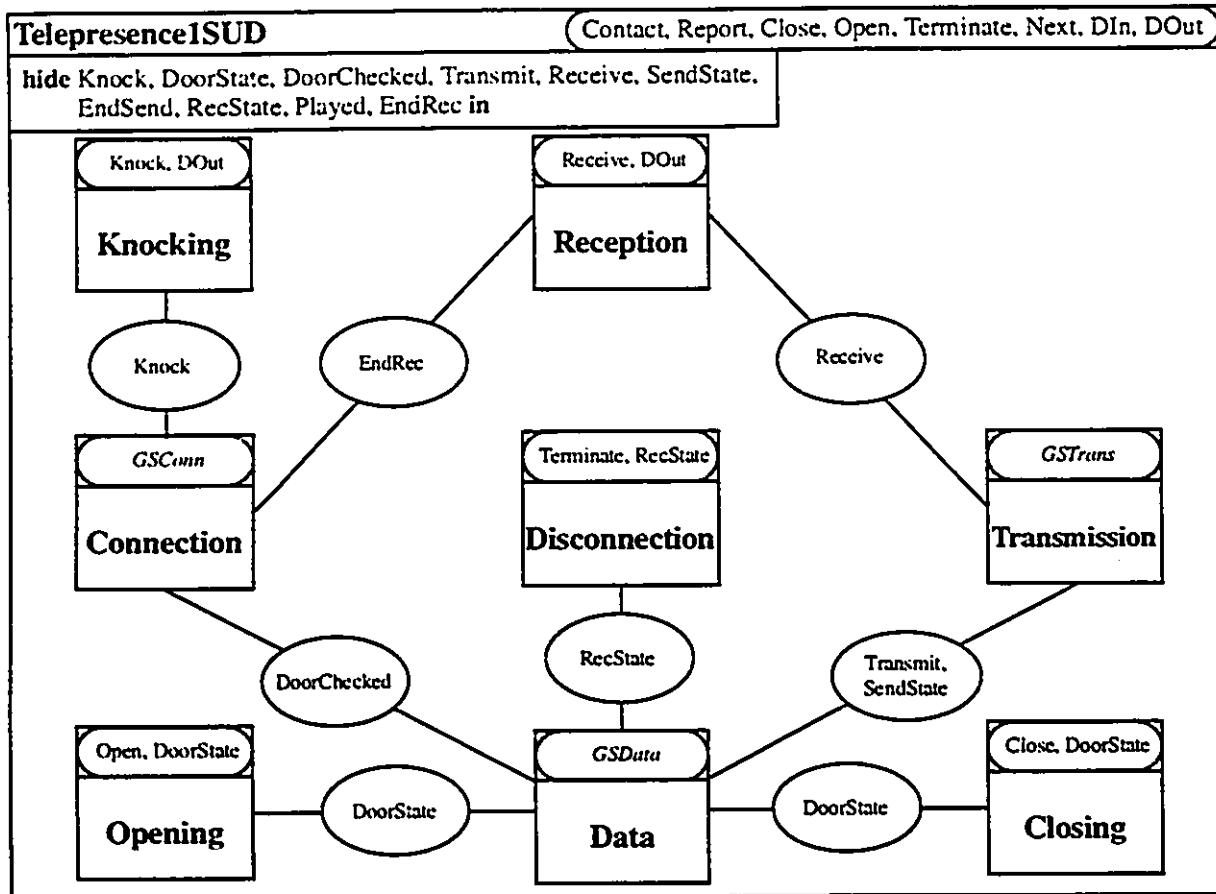 Telepresence1SUD
Contact, Report, Close, Open, Terminate, Next, DIn, DOut
hide Knock, DoorState, DoorChecked, Transmit, Receive, SendState,
EndSend, RecState, Played, EndRec in
Knock, DOut
Knocking
Receive, DOut
Reception
Knock
EndRec
Receive
GSConn
Connection
Terminate, RecState
Disconnection
GSTrans
Transmission
DoorChecked
RecState
Transmit,
SendState
Open, DoorState
Opening
DoorState
GSData
Data
DoorState
Close, DoorState
Closing